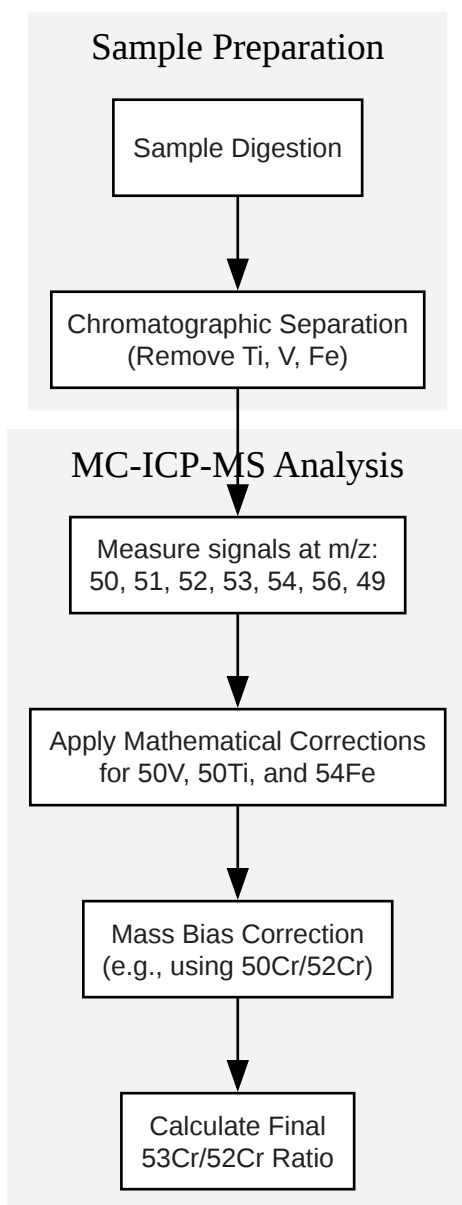 Sample Preparation
Sample Digestion
Chromatographic Separation
(Remove Ti, V, Fe)
MC-ICP-MS Analysis
Measure signals at m/z:
50, 51, 52, 53, 54, 56, 49
Apply Mathematical Corrections
for 50V, 50Ti, and 54Fe
Mass Bias Correction
(e.g., using 50Cr/52Cr)
Calculate Final
53Cr/52Cr Ratio